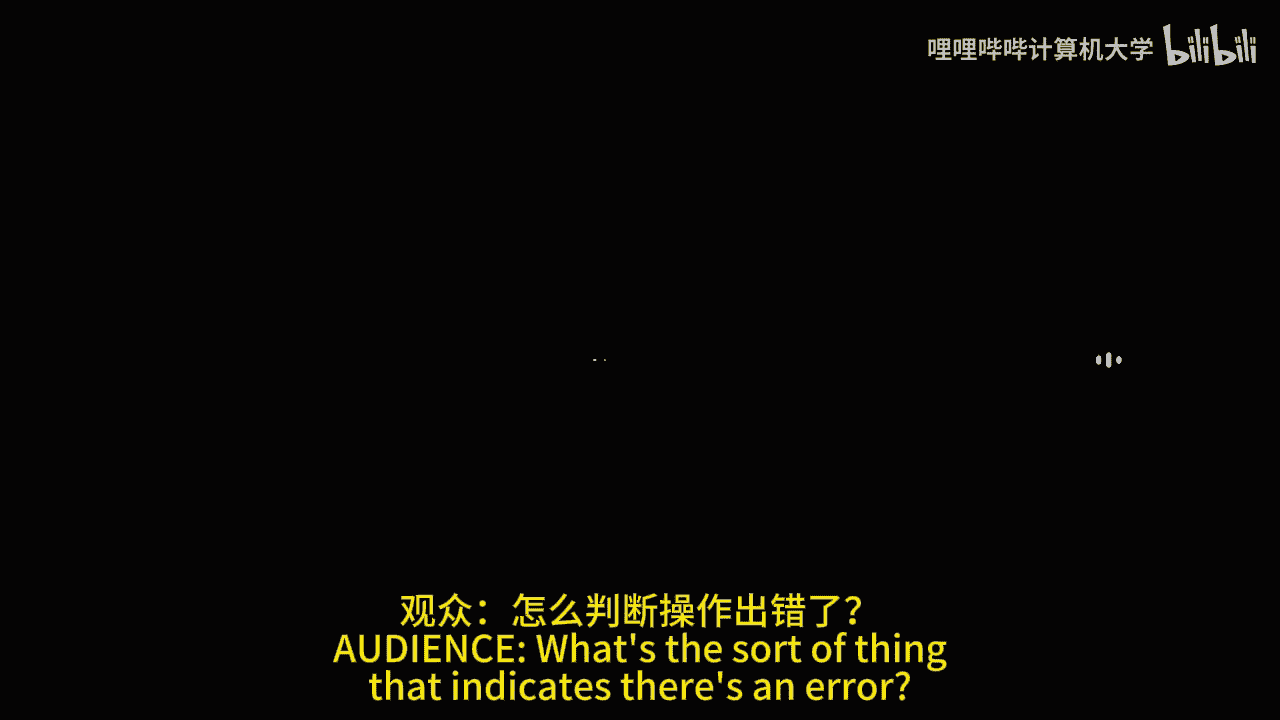 哩哩哔哔计算机大学 bilibili
观众：怎么判断操作出错了？
AUDIENCE: What's the sort of thing
that indicates there's an error?